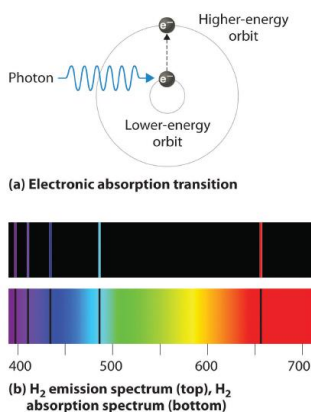 Higher-energy
orbit
e⁻
Photon
e⁻
Lower-energy
orbit
(a) Electronic absorption transition
400 500 600 700
(b) H₂ emission spectrum (top), H₂
absorption spectrum (bottom)